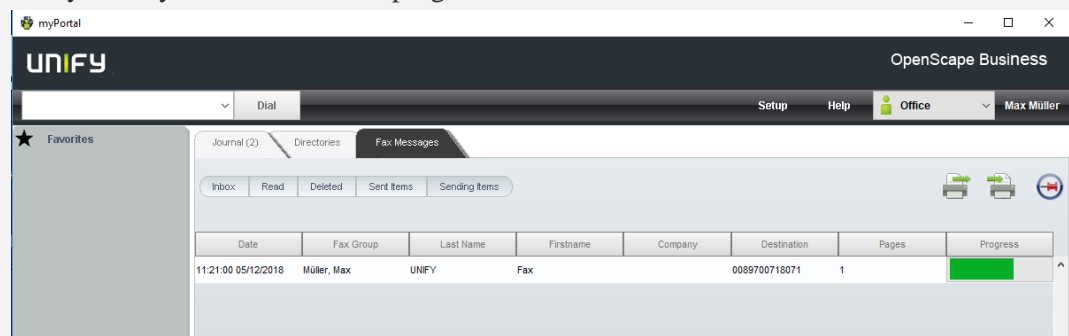 myPortal
UNIFY
OpenScape Business
Dial
Setup Help Office Max Müller
Favorites
Journal (2) Directories Fax Messages
Inbox Read Deleted Sent Items Sending Items
Date Fax Group Last Name Firstname Company Destination Pages Progress
11:21:00 05/12/2018 Müller, Max UNIFY Fax 0089700718071 1